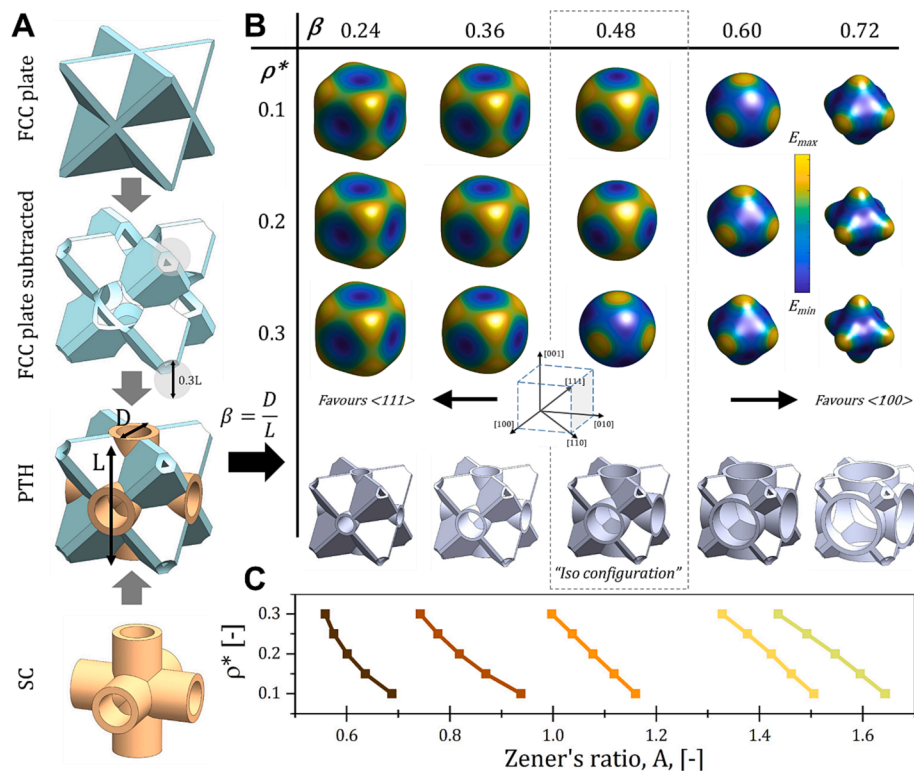 A
FCC plate
FCC plate subtracted
0.3L
PTH
D
L
SC
B
β 0.24 0.36 0.48 0.60 0.72
ρ*
0.1
0.2
0.3
E_max
E_min
[001]
[111]
[100]
[010]
[110]
Favours <111>
Favours <100>
β = D/L
"Iso configuration"
C
ρ* [-]
0.3
0.2
0.1
0.6 0.8 1.0 1.2 1.4 1.6
Zener's ratio, A, [-]